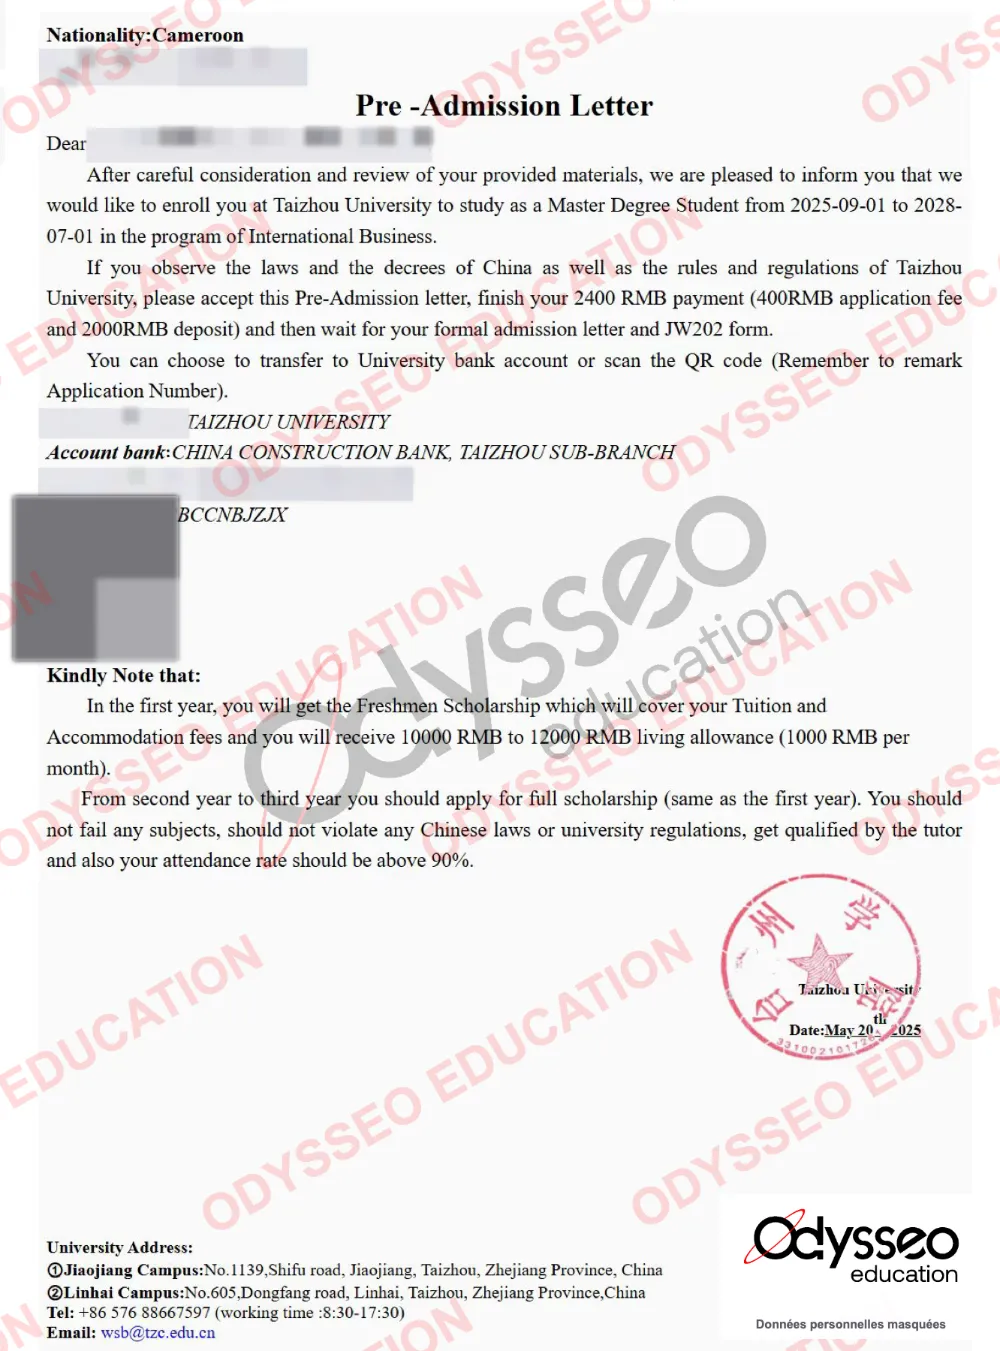 Nationality:Cameroon
Pre -Admission Letter
Dear
After careful consideration and review of your provided materials, we are pleased to inform you that we
would like to enroll you at Taizhou University to study as a Master Degree Student from 2025-09-01 to 2028-
07-01 in the program of International Business.
If you observe the laws and the decrees of China as well as the rules and regulations of Taizhou
University, please accept this Pre-Admission letter, finish your 2400 RMB payment (400RMB application fee
and 2000RMB deposit) and then wait for your formal admission letter and JW202 form.
You can choose to transfer to University bank account or scan the QR code (Remember to remark
Application Number).
TAIZHOU UNIVERSITY
Account bank:CHINA CONSTRUCTION BANK, TAIZHOU SUB-BRANCH
BCCNBJZJX
Odysseo
education
Kindly Note that:
In the first year, you will get the Freshmen Scholarship which will cover your Tuition and
Accommodation fees and you will receive 10000 RMB to 12000 RMB living allowance (1000 RMB per
month).
From second year to third year you should apply for full scholarship (same as the first year). You should
not fail any subjects, should not violate any Chinese laws or university regulations, get qualified by the tutor
and also your attendance rate should be above 90%.
台州学院
Taizhou University
Date:May 20th 2025
University Address:
①Jiaojiang Campus:No.1139,Shifu road, Jiaojiang, Taizhou, Zhejiang Province, China
②Linhai Campus:No.605,Dongfang road, Linhai, Taizhou, Zhejiang Province,China
Tel: +86 576 88667597 (working time :8:30-17:30)
Email: wsb@tzc.edu.cn
Odysseo
education
Données personnelles masquées
ODYSSEO EDUCATION